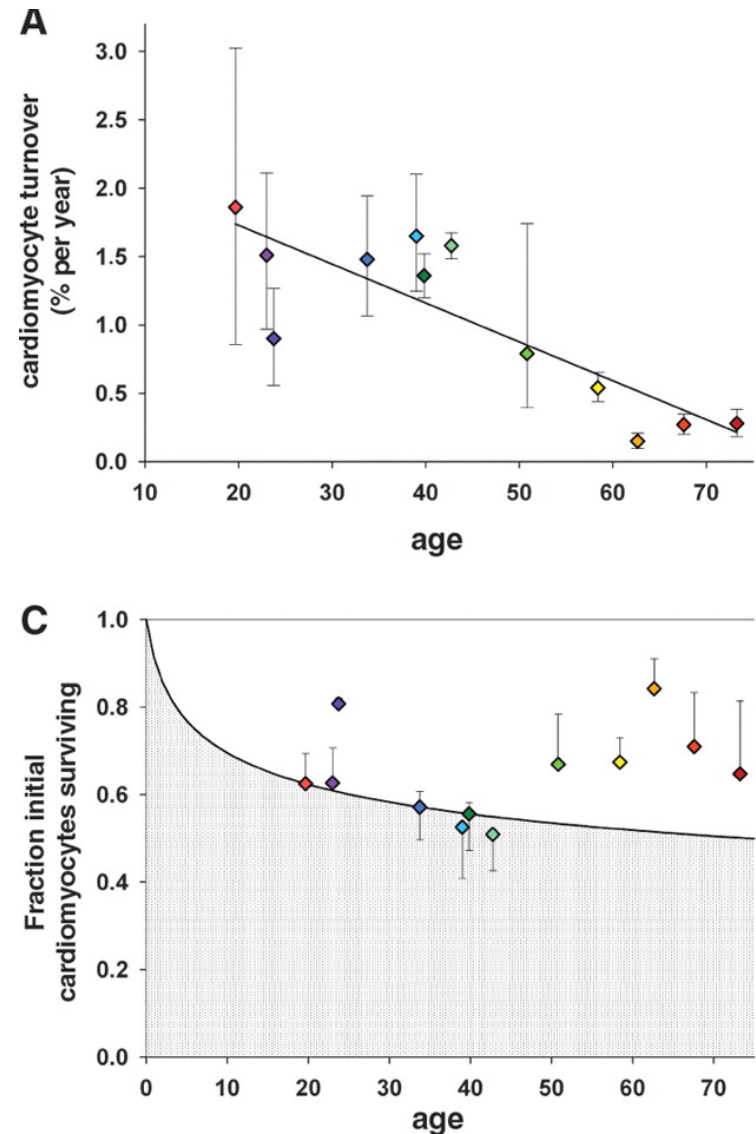 A
cardiomyocyte turnover
(% per year)
3.0
2.5
2.0
1.5
1.0
0.5
0.0
10 20 30 40 50 60 70
age
C
Fraction initial
cardiomyocytes surviving
1.0
0.8
0.6
0.4
0.2
0.0
0 10 20 30 40 50 60 70
age